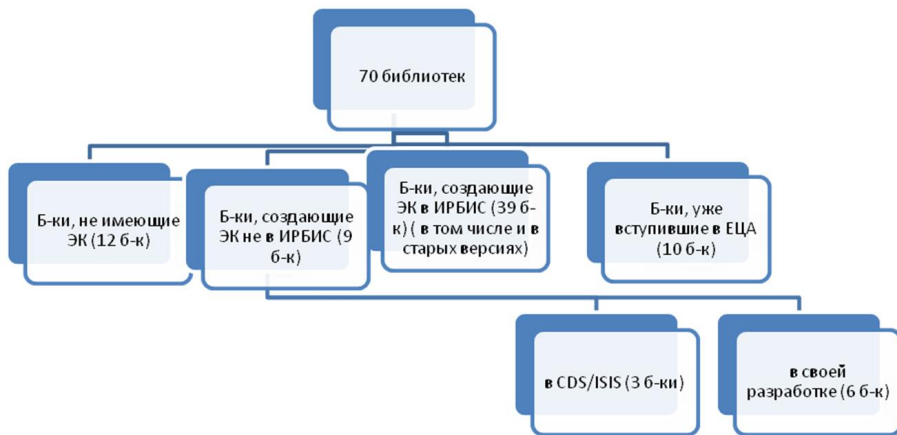 70 библиотек
Б-ки, не имеющие
ЭК (12 б-к)
Б-ки, создающие
ЭК не в ИРБИС (9
б-к)
Б-ки, создающие
ЭК в ИРБИС (39 б-
к) ( в том числе и в
старых версиях)
Б-ки, уже
вступившие в ЕЦА
(10 б-к)
в CDS/ISIS (3 б-ки)
в своей
разработке (6 б-к)